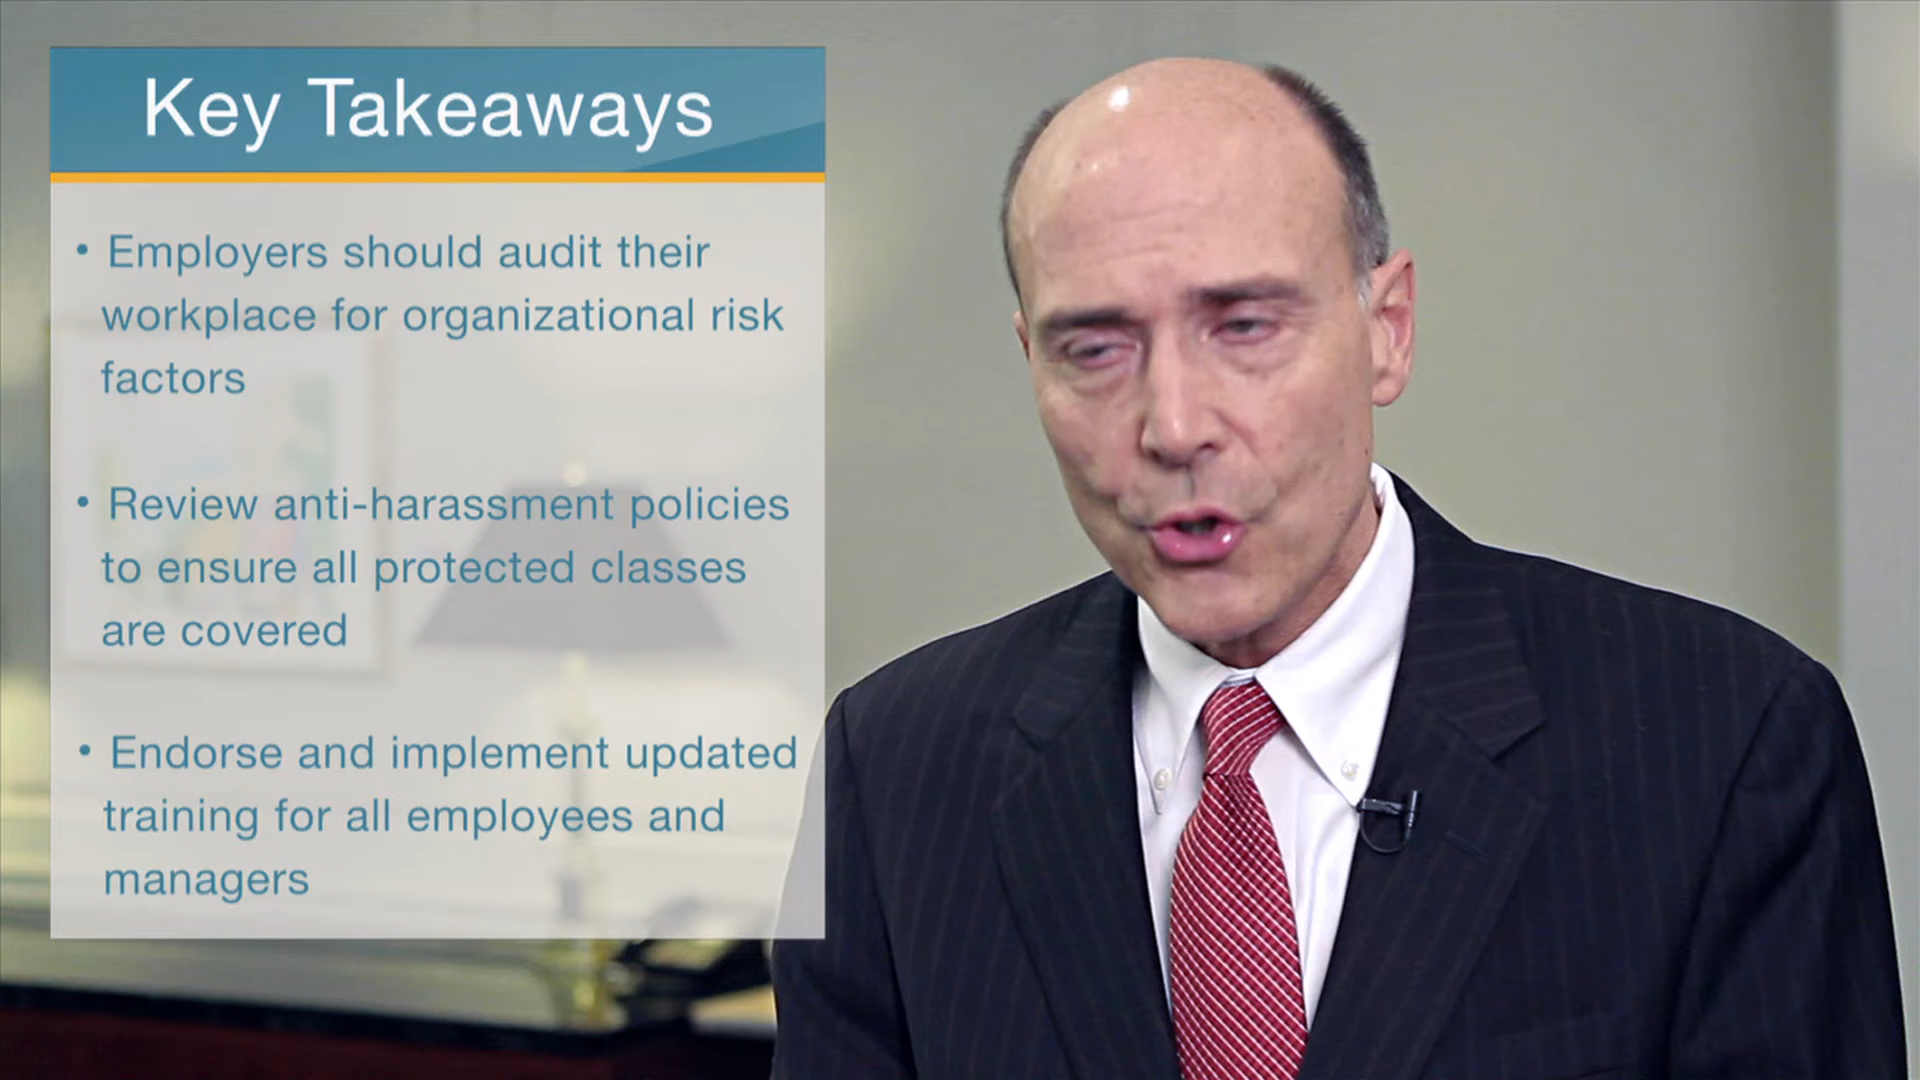 Key Takeaways
• Employers should audit their
workplace for organizational risk
factors
• Review anti-harassment policies
to ensure all protected classes
are covered
• Endorse and implement updated
training for all employees and
managers